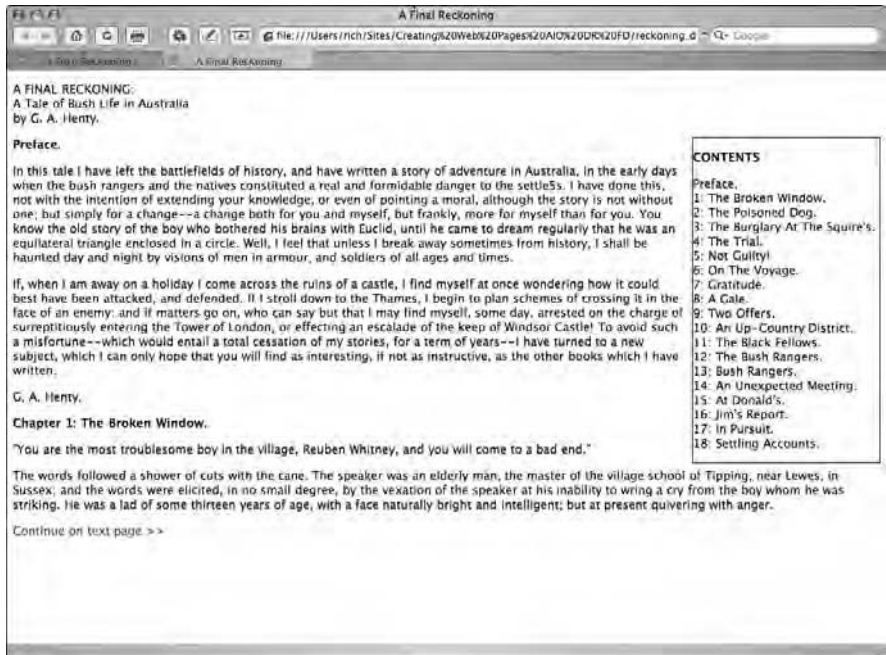 A Final Reckoning
file:///Users/rich/Sites/Creating%20Web%20Pages%20AIO%20DR%20FD/reckoning_d
Google
A Final Reckoning
A Final Reckoning
A FINAL RECKONING:
A Tale of Bush Life in Australia
by G. A. Henty.
Preface.
In this tale I have left the battlefields of history, and have written a story of adventure in Australia, in the early days
when the bush rangers and the natives constituted a real and formidable danger to the settle5s. I have done this,
not with the intention of extending your knowledge, or even of pointing a moral, although the story is not without
one; but simply for a change--a change both for you and myself, but frankly, more for myself than for you. You
know the old story of the boy who bothered his brains with Euclid, until he came to dream regularly that he was an
equilateral triangle enclosed in a circle. Well, I feel that unless I break away sometimes from history, I shall be
haunted day and night by visions of men in armour, and soldiers of all ages and times.
If, when I am away on a holiday I come across the ruins of a castle, I find myself at once wondering how it could
best have been attacked, and defended. If I stroll down to the Thames, I begin to plan schemes of crossing it in the
face of an enemy; and if matters go on, who can say but that I may find myself, some day, arrested on the charge of
surreptitiously entering the Tower of London, or effecting an escalade of the keep of Windsor Castle! To avoid such
a misfortune--which would entail a total cessation of my stories, for a term of years--I have turned to a new
subject, which I can only hope that you will find as interesting, if not as instructive, as the other books which I have
written.
G. A. Henty.
CONTENTS
Preface.
1: The Broken Window.
2: The Poisoned Dog.
3: The Burglary At The Squire's.
4: The Trial.
5: Not Guilty!
6: On The Voyage.
7: Gratitude.
8: A Gale.
9: Two Offers.
10: An Up-Country District.
11: The Black Fellows.
12: The Bush Rangers.
13: Bush Rangers.
14: An Unexpected Meeting.
15: At Donald's.
16: Jim's Report.
17: In Pursuit.
18: Settling Accounts.
Chapter 1: The Broken Window.
"You are the most troublesome boy in the village, Reuben Whitney, and you will come to a bad end."
The words followed a shower of cuts with the cane. The speaker was an elderly man, the master of the village school of Tipping, near Lewes, in
Sussex; and the words were elicited, in no small degree, by the vexation of the speaker at his inability to wring a cry from the boy whom he was
striking. He was a lad of some thirteen years of age, with a face naturally bright and intelligent; but at present quivering with anger.
Continue on text page >>